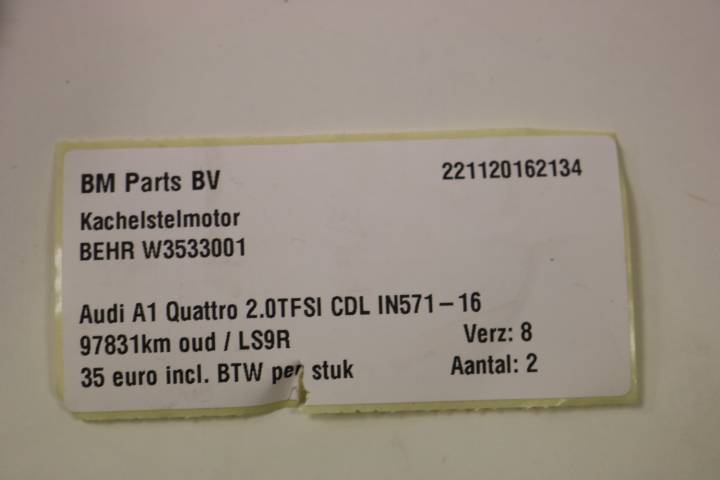 BM Parts BV 221120162134
Kachelstelmotor
BEHR W3533001
Audi A1 Quattro 2.0TFSI CDL IN571-16
97831km oud / LS9R Verz: 8
35 euro incl. BTW per stuk Aantal: 2